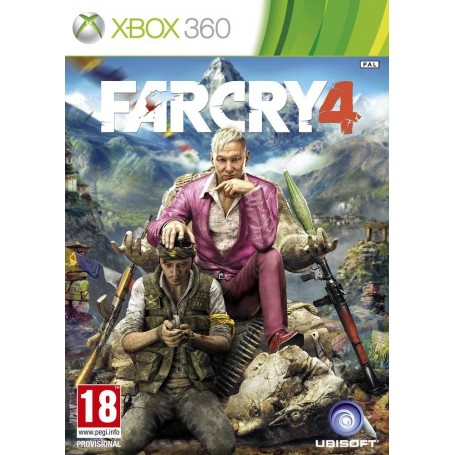 XBOX 360
PAL
FARCRY4
18
www.pegi.info
PROVISIONAL
UBISOFT